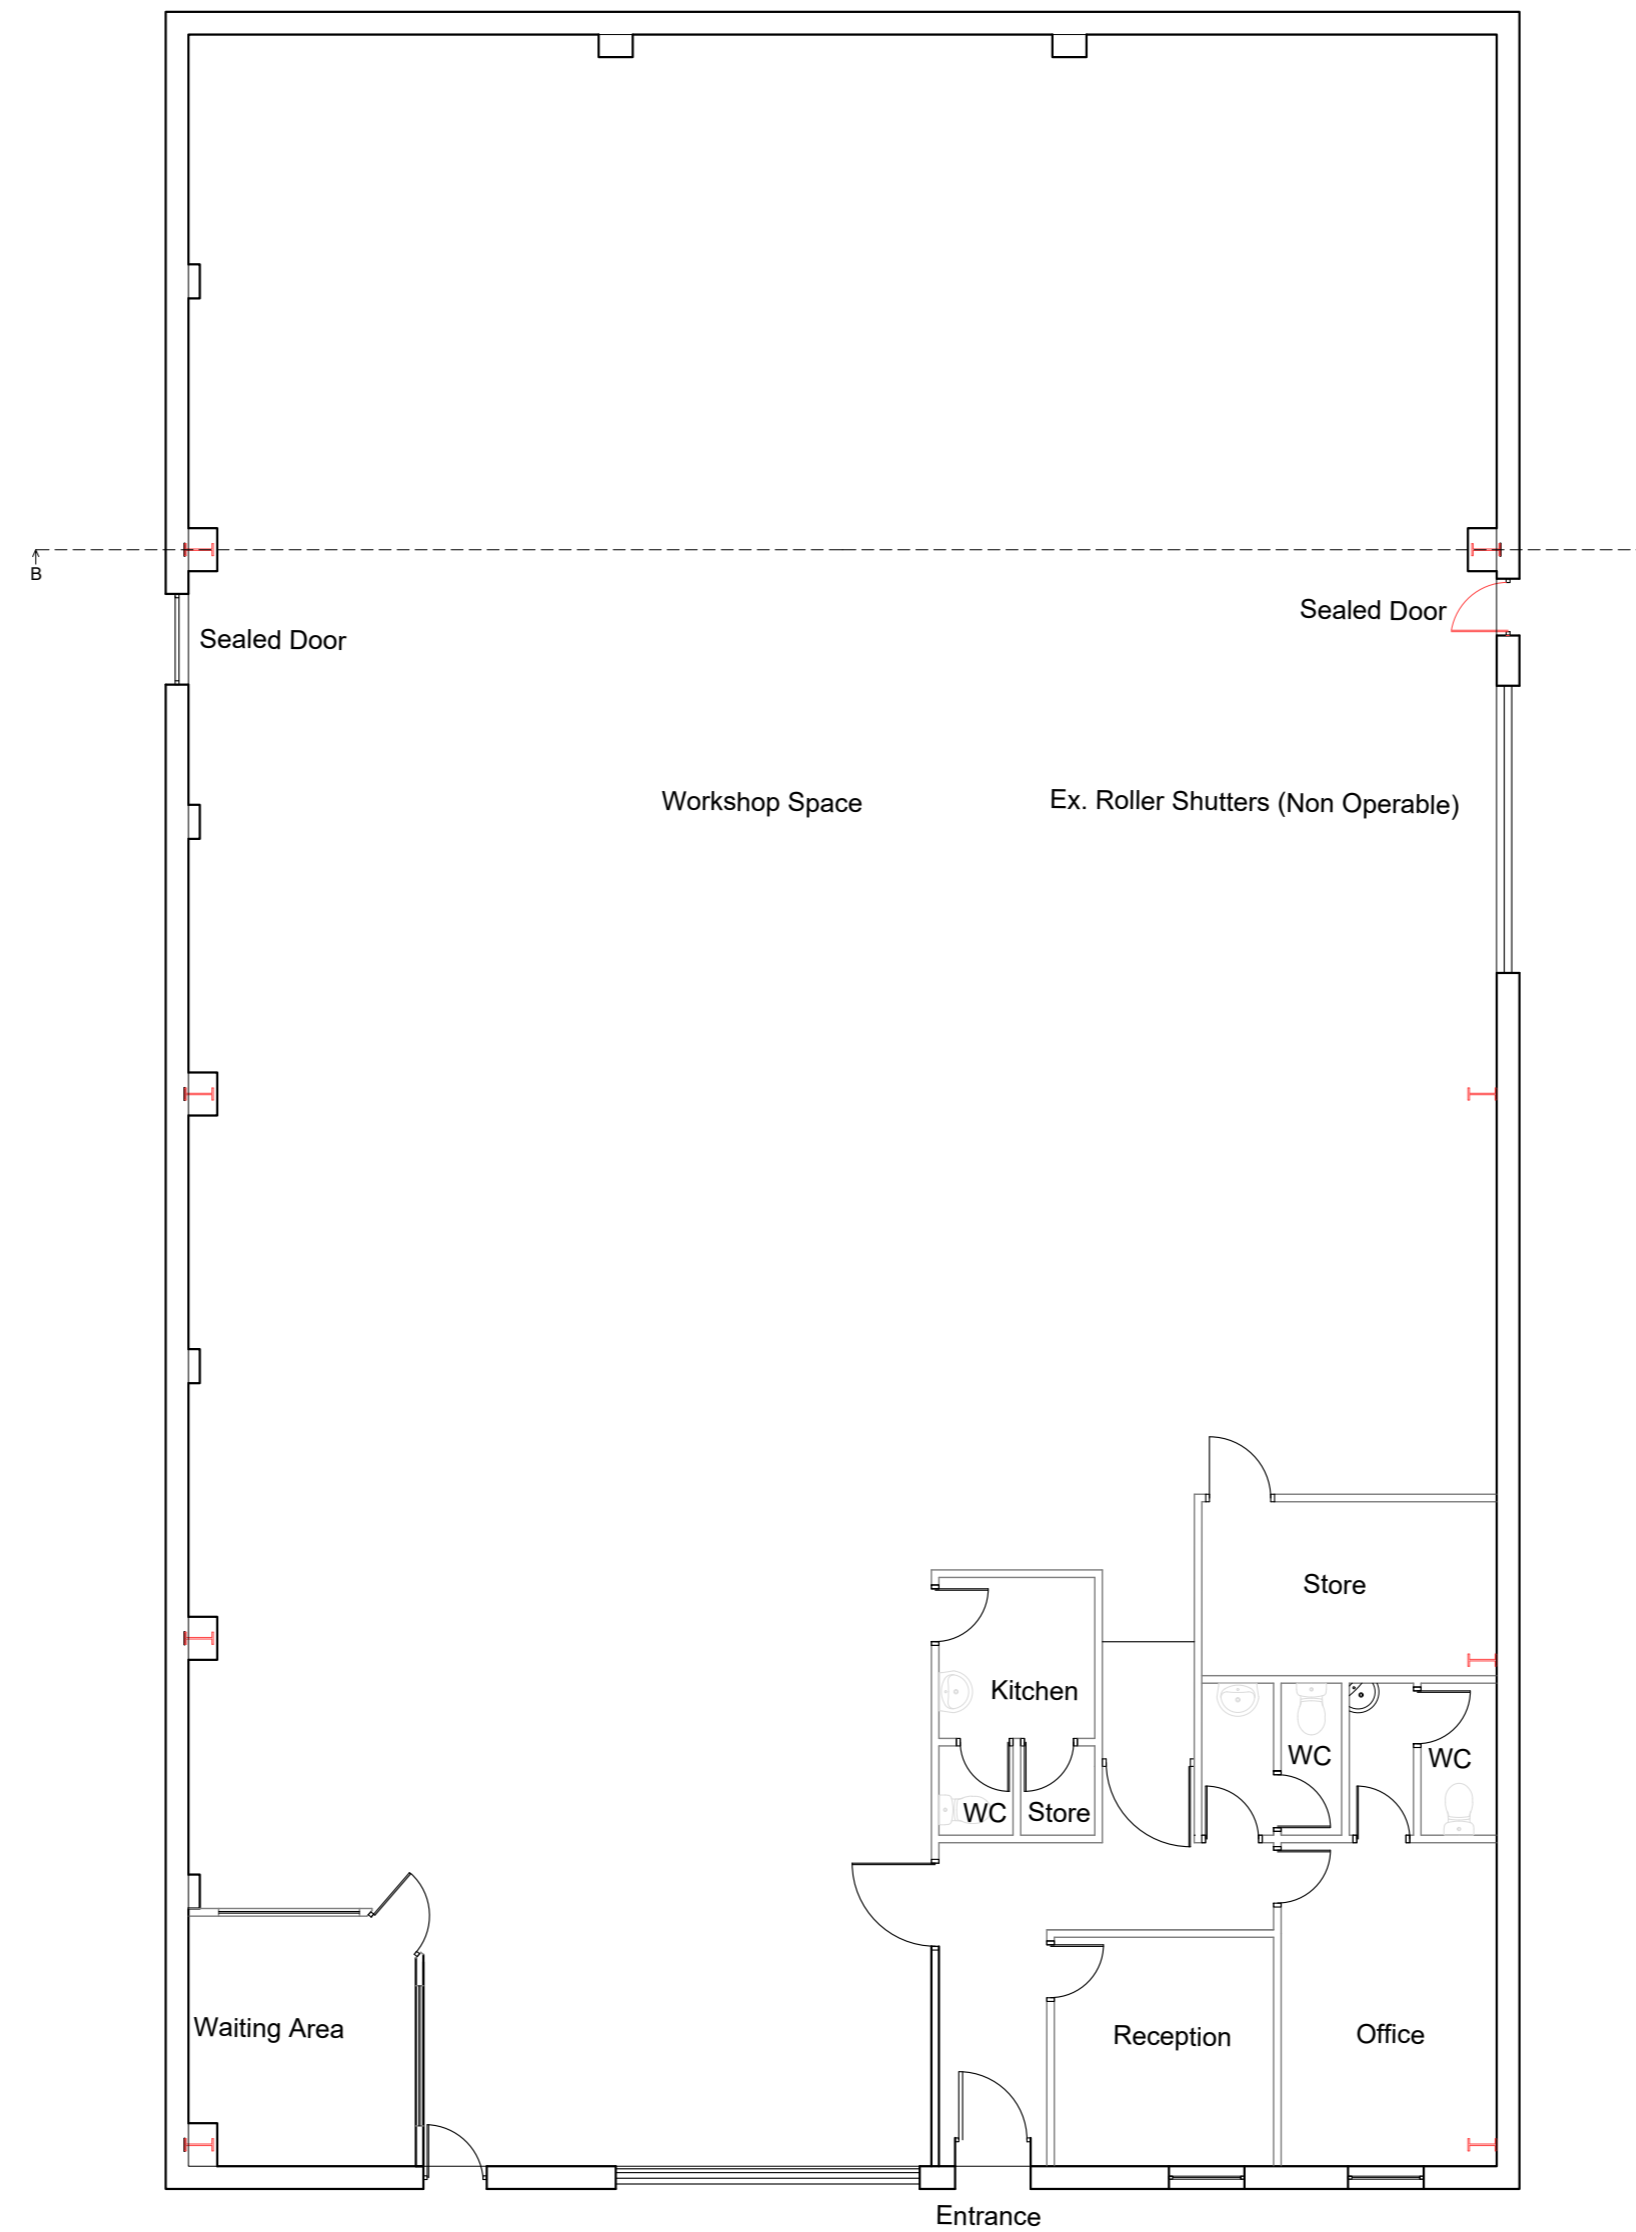 B
Sealed Door
Sealed Door
Workshop Space
Ex. Roller Shutters (Non Operable)
Store
Kitchen
WC
WC
WC
Store
Waiting Area
Reception
Office
Entrance